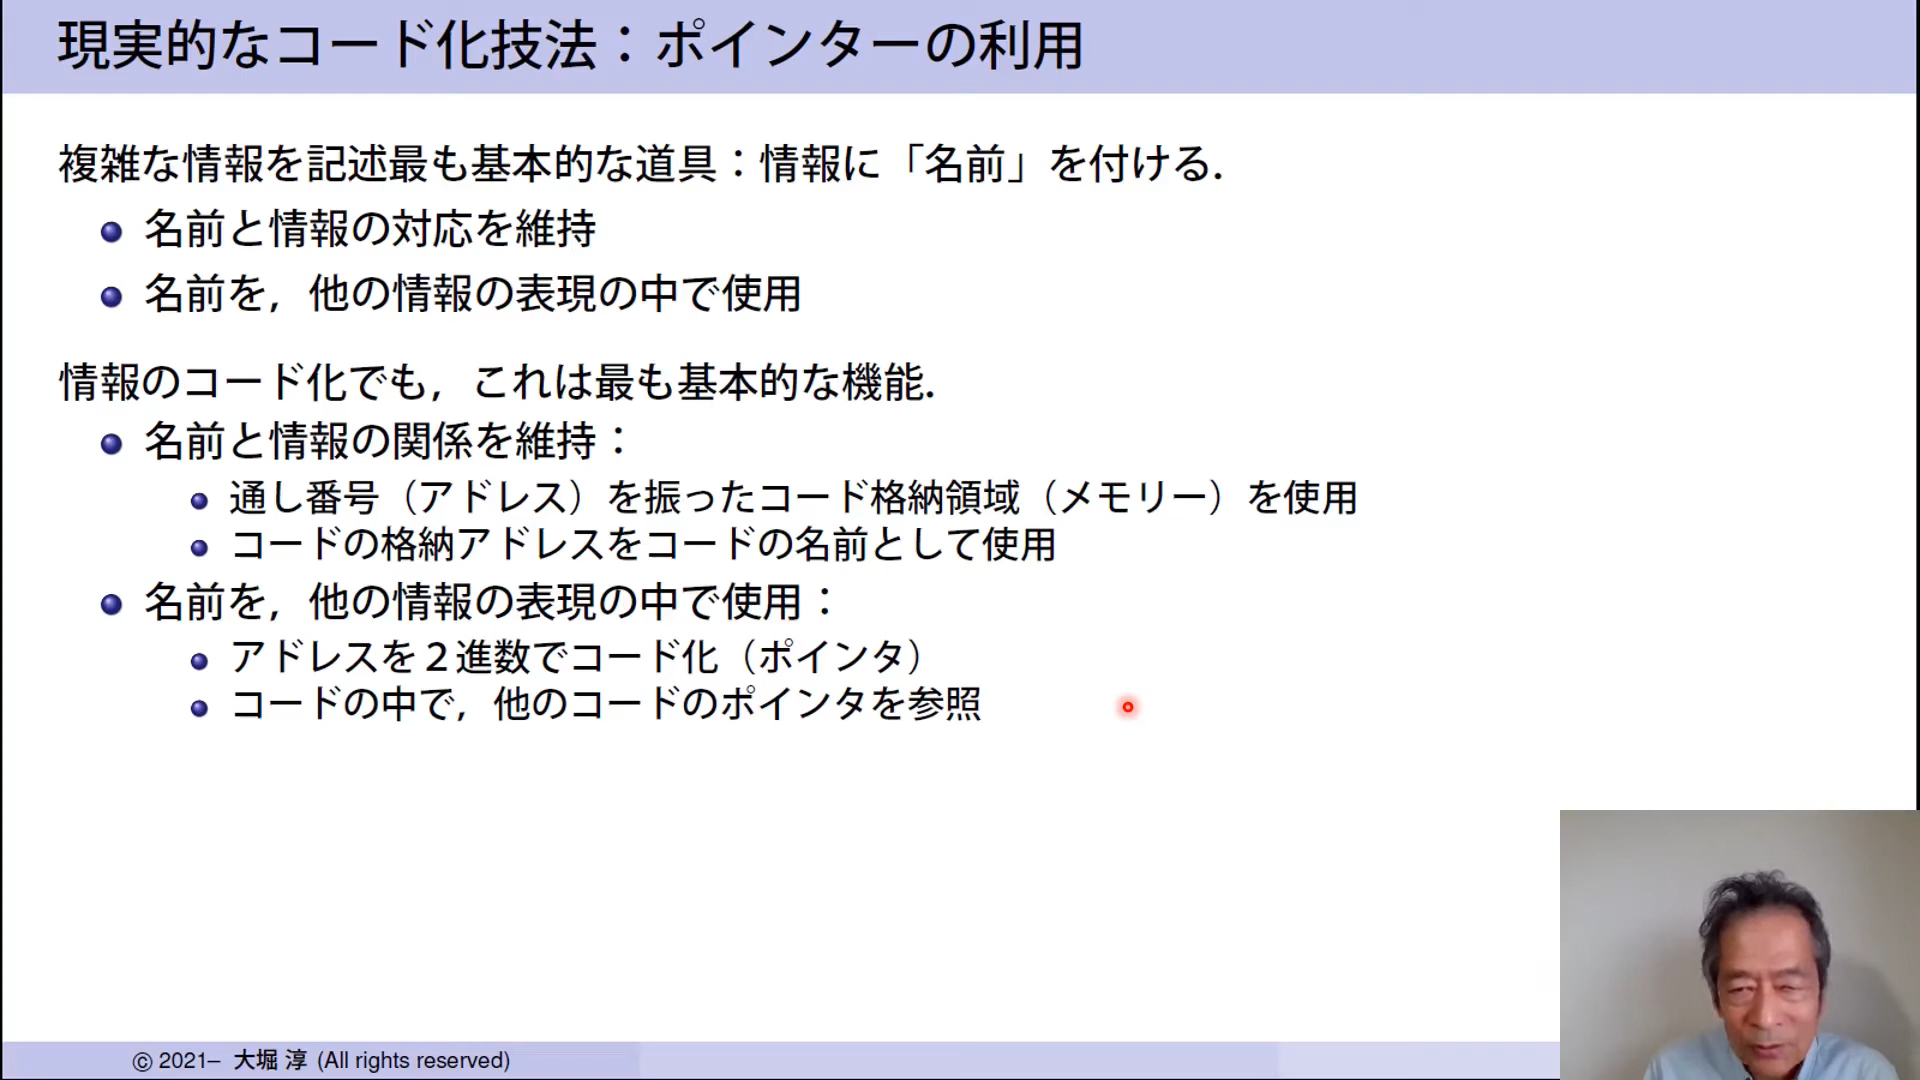 現実的なコード化技法：ポインターの利用
複雑な情報を記述最も基本的な道具：情報に「名前」を付ける.
名前と情報の対応を維持
名前を，他の情報の表現の中で使用
情報のコード化でも，これは最も基本的な機能.
名前と情報の関係を維持：
通し番号（アドレス）を振ったコード格納領域（メモリー）を使用
コードの格納アドレスをコードの名前として使用
名前を，他の情報の表現の中で使用：
アドレスを２進数でコード化（ポインタ）
コードの中で，他のコードのポインタを参照
© 2021– 大堀 淳 (All rights reserved)